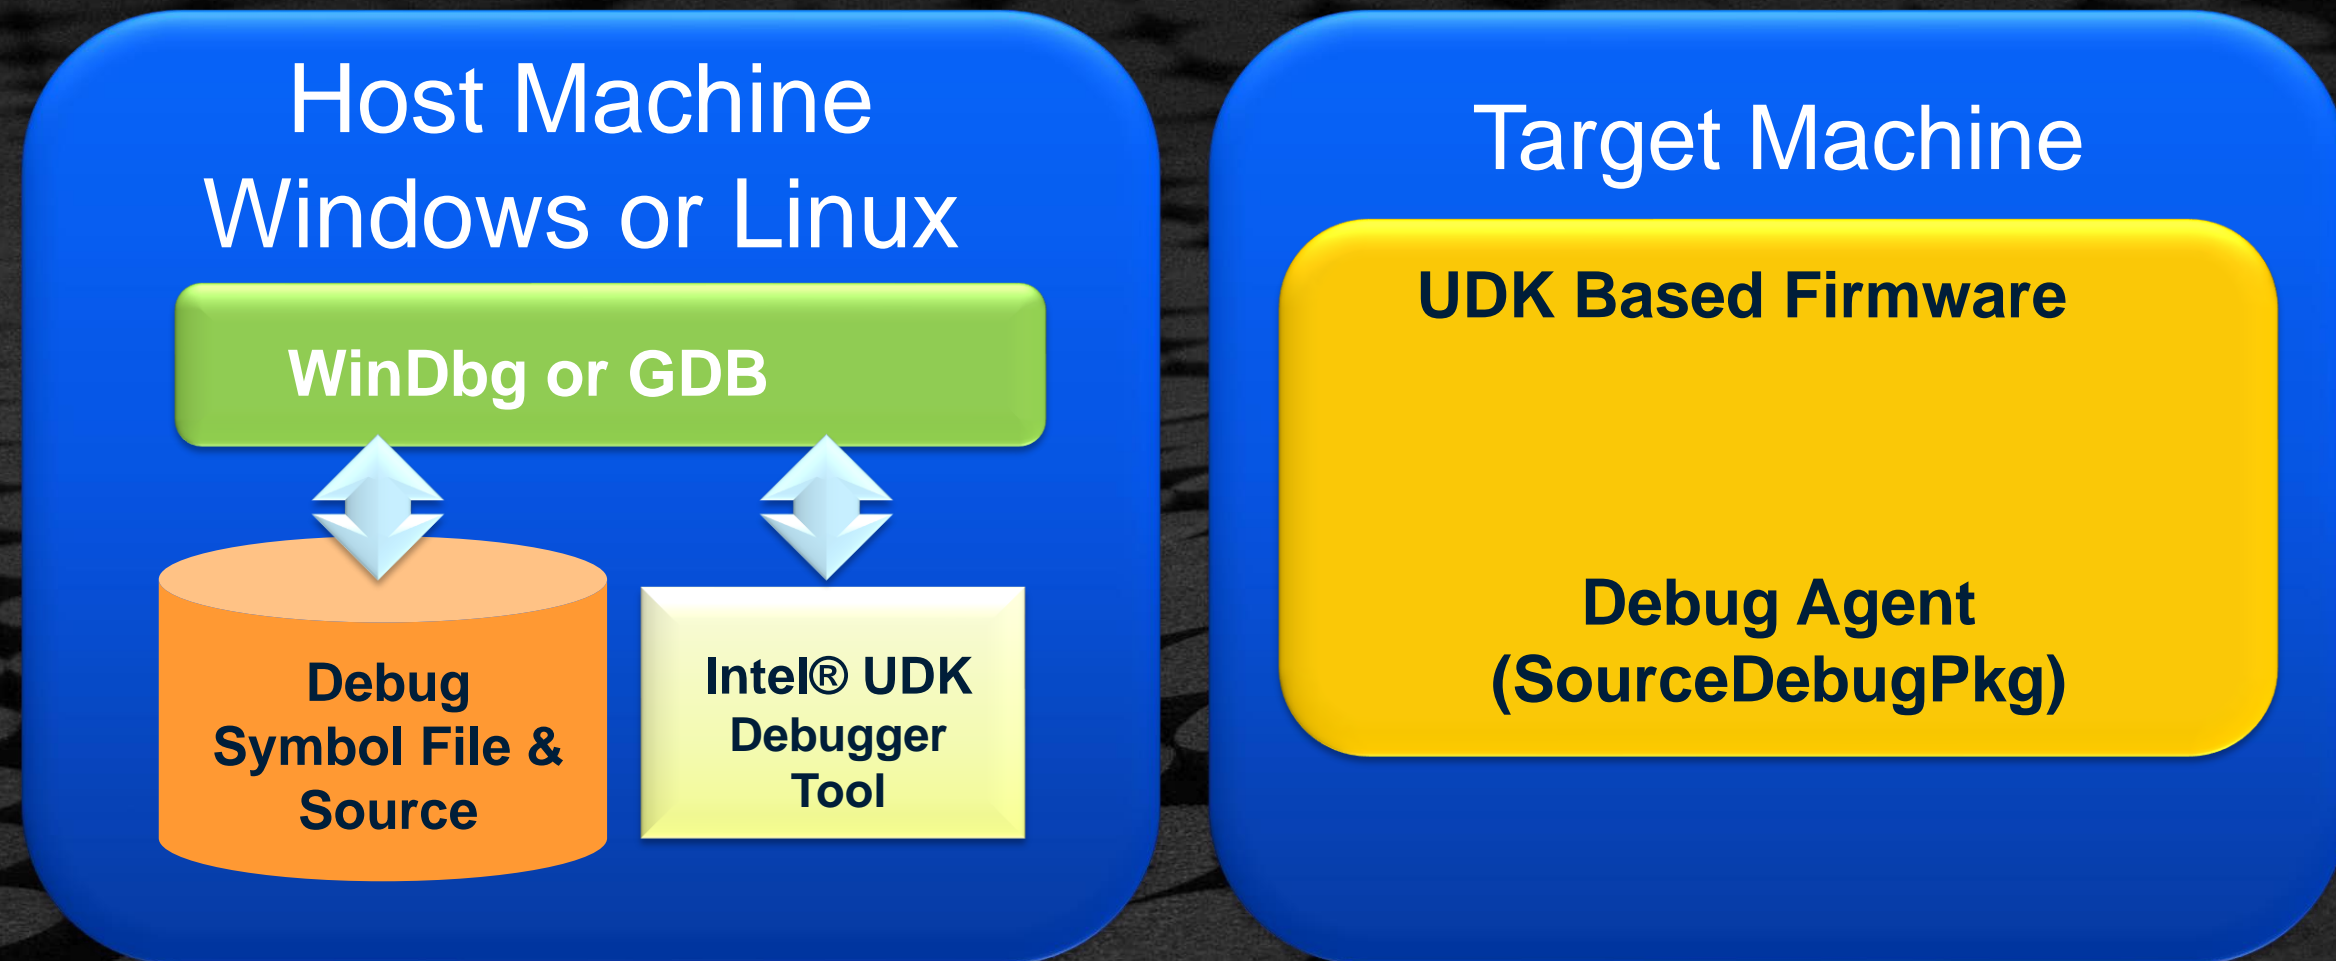 Host Machine
Windows or Linux
WinDbg or GDB
Debug
Symbol File &
Source
Intel® UDK
Debugger
Tool
Target Machine
UDK Based Firmware
Debug Agent
(SourceDebugPkg)